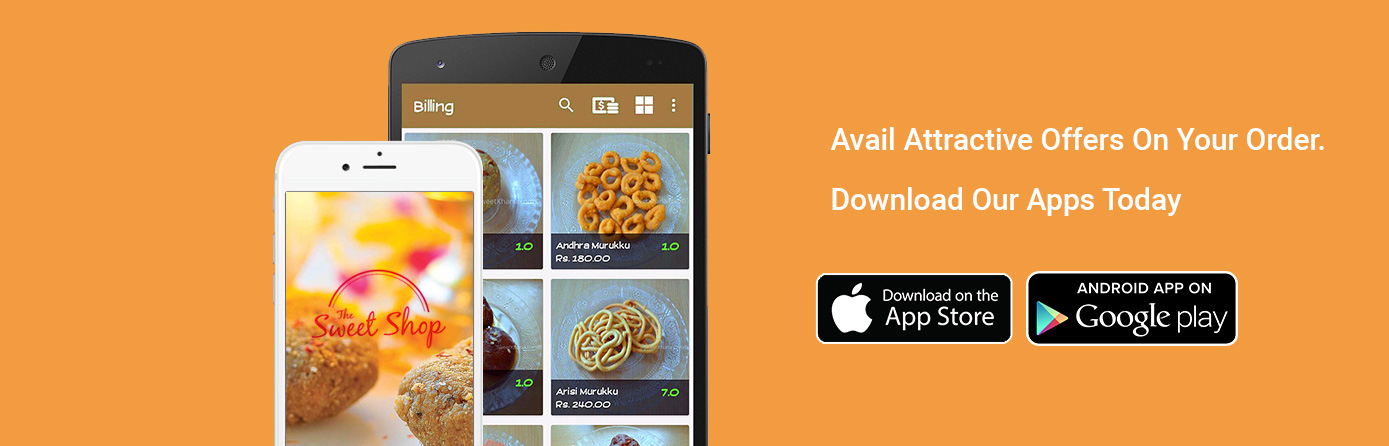 Billing
1.0
Andhra Murukku 1.0
Rs. 180.00
The
Sweet Shop
1.0
Arisi Murukku 7.0
Rs. 240.00
Avail Attractive Offers On Your Order.
Download Our Apps Today
Download on the
App Store
ANDROID APP ON
Google play